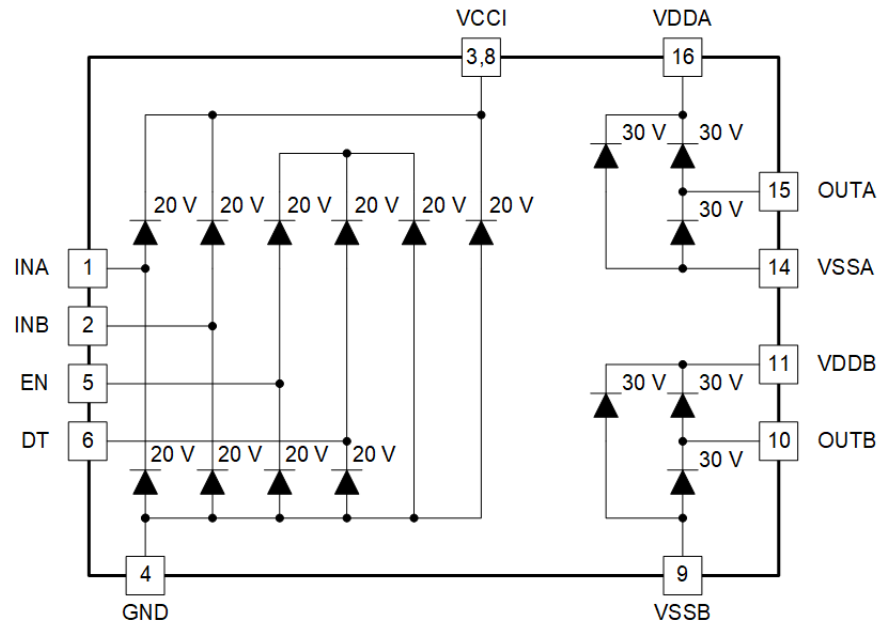 VCCI VDDA
3,8 16
30 V 30 V
15 OUTA
20 V 20 V 20 V 20 V 20 V 20 V 30 V
INA 1 14 VSSA
INB 2
11 VDDB
EN 5 30 V 30 V
DT 6 10 OUTB
20 V 20 V 20 V 20 V 30 V
4 9
GND VSSB